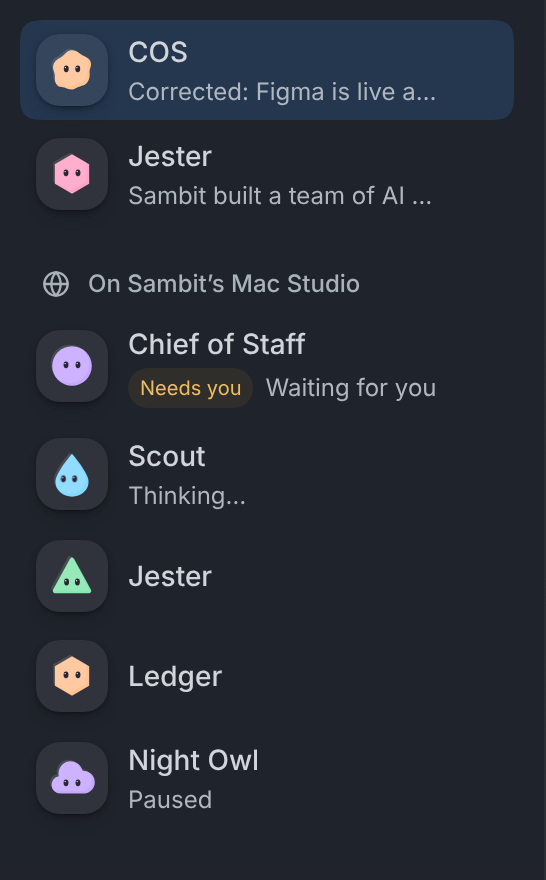 COS
Corrected: Figma is live a...
Jester
Sambit built a team of AI ...
On Sambit’s Mac Studio
Chief of Staff
Needs you Waiting for you
Scout
Thinking...
Jester
Ledger
Night Owl
Paused